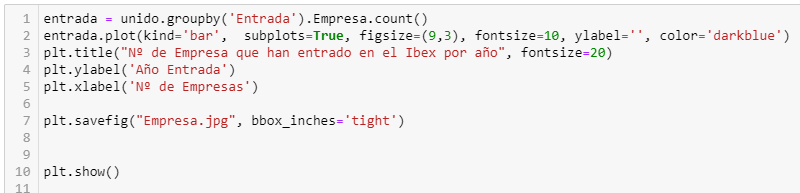 1 entrada = unido.groupby('Entrada').Empresa.count()
2 entrada.plot(kind='bar',  subplots=True, figsize=(9,3), fontsize=10, ylabel='', color='darkblue')
3 plt.title("Nº de Empresa que han entrado en el Ibex por año", fontsize=20)
4 plt.ylabel('Año Entrada')
5 plt.xlabel('Nº de Empresas')
6
7 plt.savefig("Empresa.jpg", bbox_inches='tight')
8
9
10 plt.show()
11